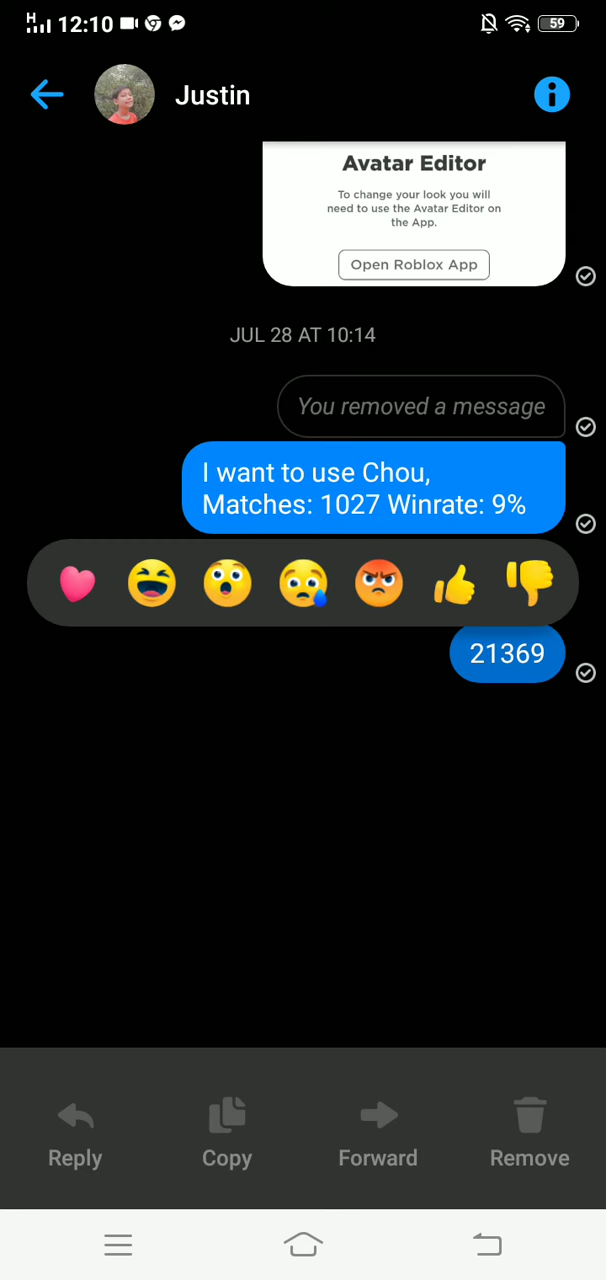 H 12:10 59
Justin
Avatar Editor
To change your look you will
need to use the Avatar Editor on
the App.
Open Roblox App
JUL 28 AT 10:14
You removed a message
I want to use Chou,
Matches: 1027 Winrate: 9%
21369
Reply Copy Forward Remove